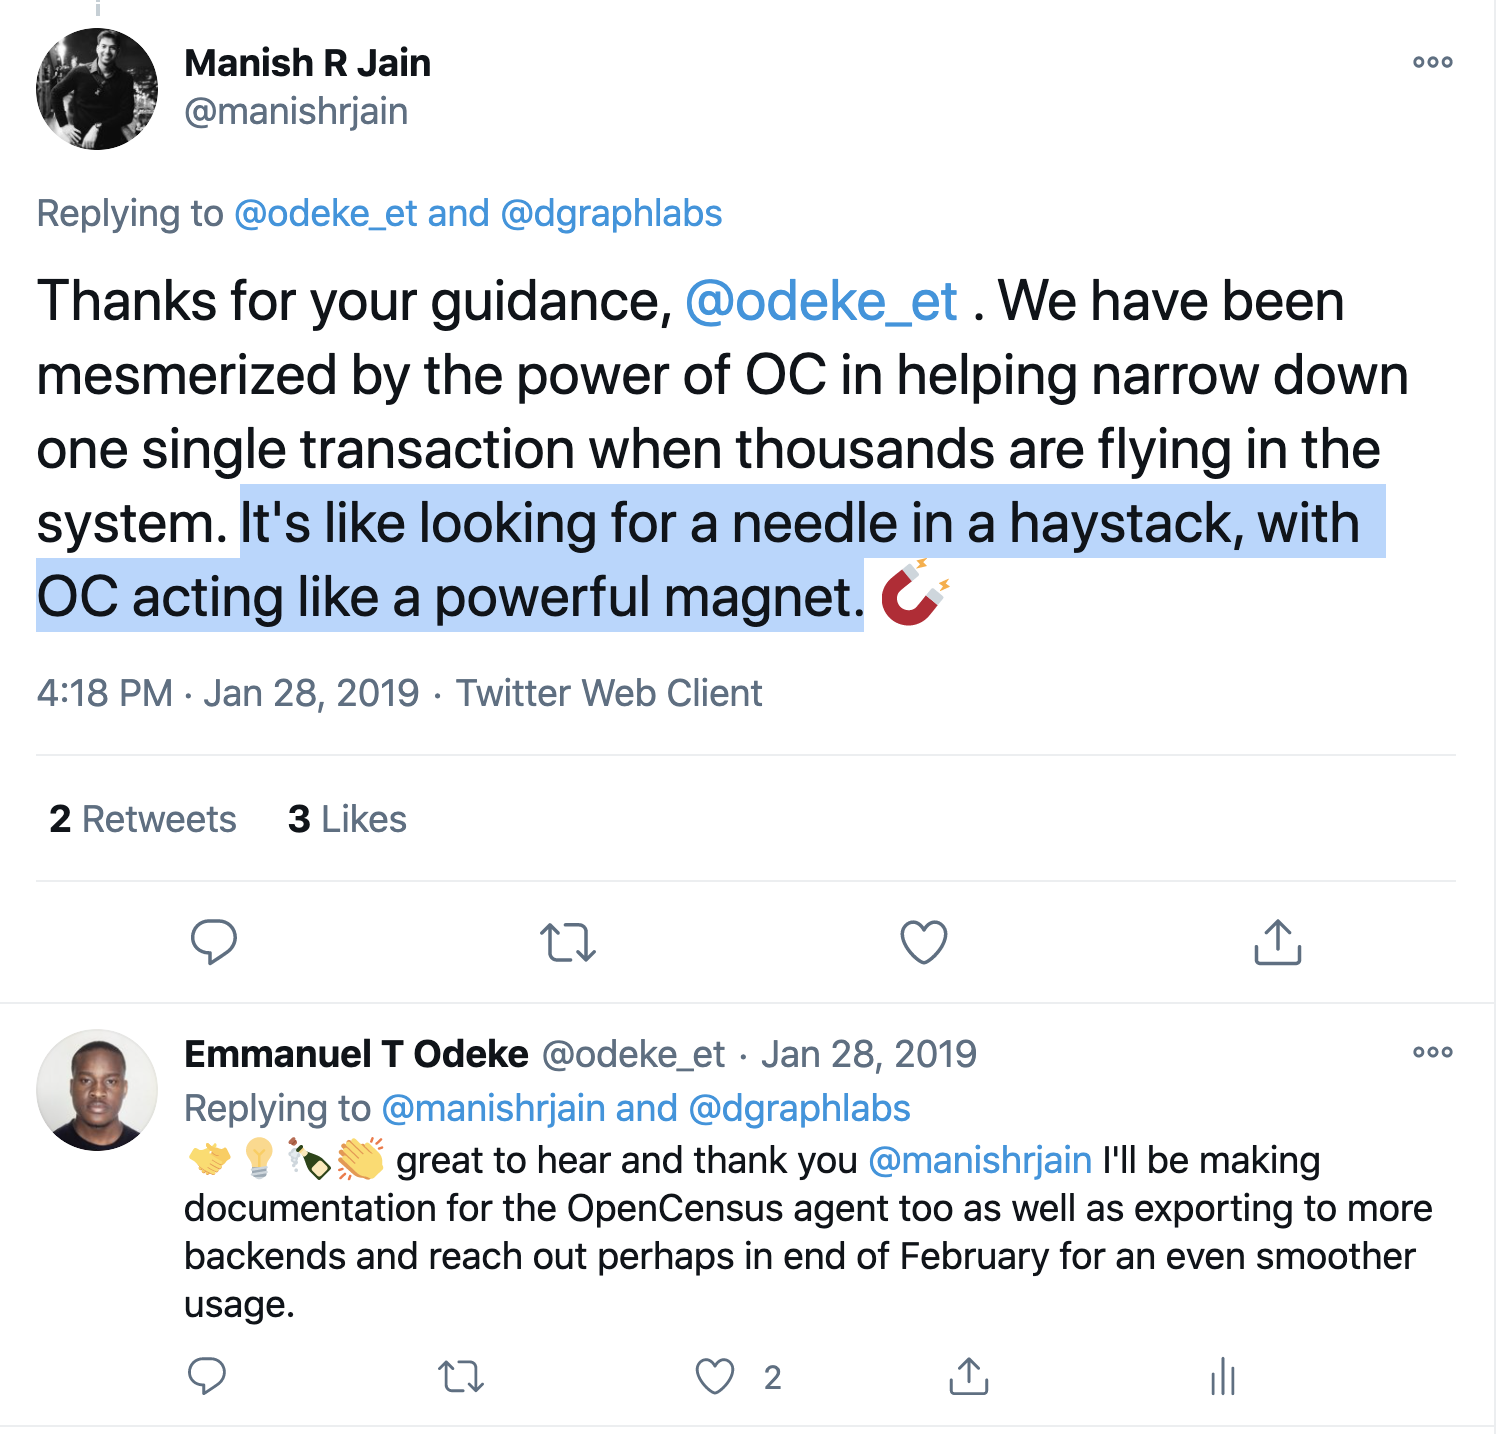 Manish R Jain
@manishrjain
Replying to @odeke_et and @dgraphlabs
Thanks for your guidance, @odeke_et . We have been
mesmerized by the power of OC in helping narrow down
one single transaction when thousands are flying in the
system. It's like looking for a needle in a haystack, with
OC acting like a powerful magnet. 🧲
4:18 PM · Jan 28, 2019 · Twitter Web Client
2 Retweets 3 Likes
Emmanuel T Odeke @odeke_et · Jan 28, 2019
Replying to @manishrjain and @dgraphlabs
🤝💡🍾👏 great to hear and thank you @manishrjain I'll be making
documentation for the OpenCensus agent too as well as exporting to more
backends and reach out perhaps in end of February for an even smoother
usage.
2